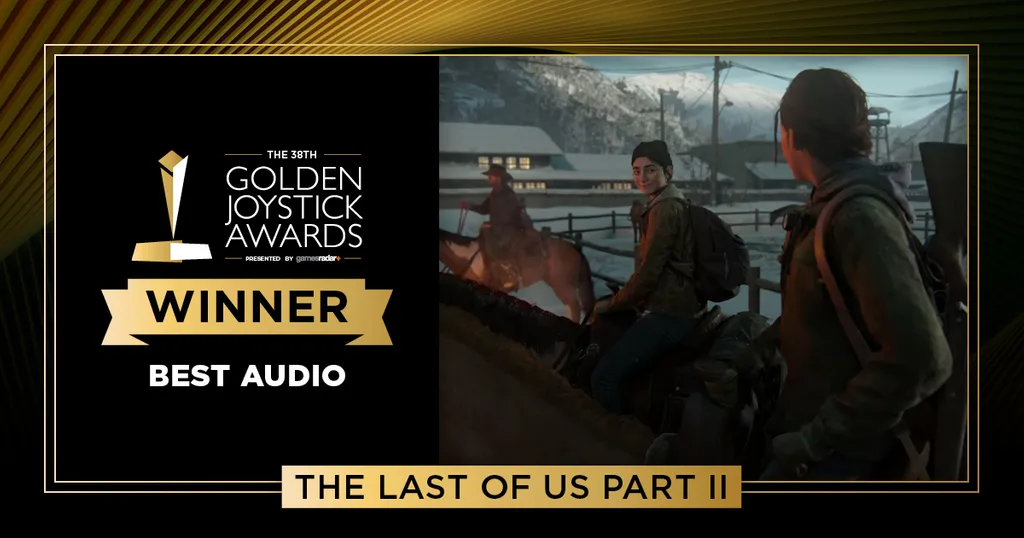 THE 38TH
GOLDEN
JOYSTICK
AWARDS
PRESENTED BY gamesradar+
WINNER
BEST AUDIO
THE LAST OF US PART II